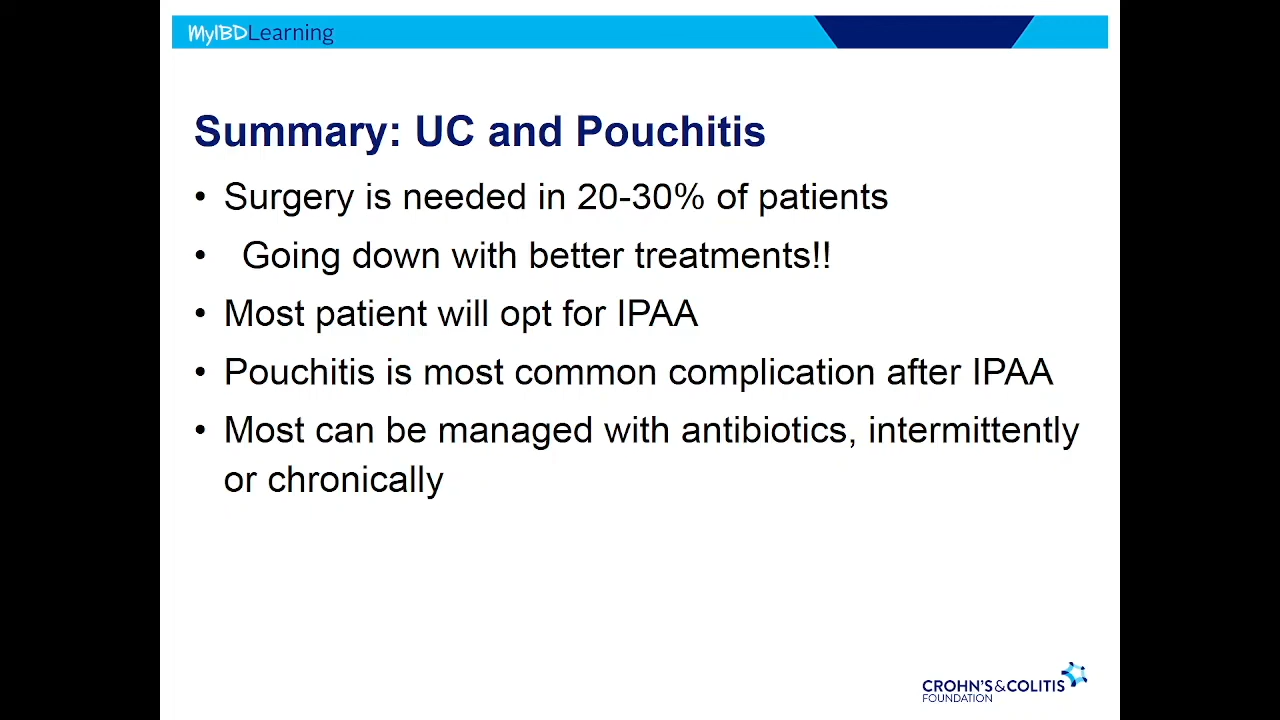 MyIBDLearning
Summary: UC and Pouchitis
• Surgery is needed in 20-30% of patients
• Going down with better treatments!!
• Most patient will opt for IPAA
• Pouchitis is most common complication after IPAA
• Most can be managed with antibiotics, intermittently
or chronically
CROHN'S & COLITIS
FOUNDATION